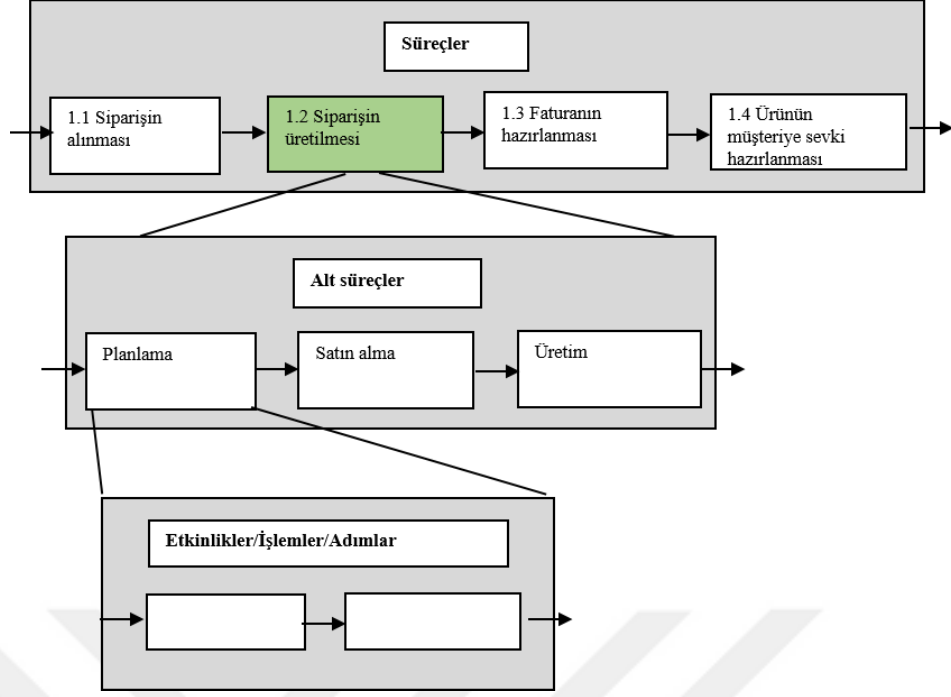 Süreçler
1.1 Siparişin
alınması
1.2 Siparişin
üretilmesi
1.3 Faturanın
hazırlanması
1.4 Ürünün
müşteriye sevki
hazırlanması
Alt süreçler
Planlama
Satın alma
Üretim
Etkinlikler/İşlemler/Adımlar